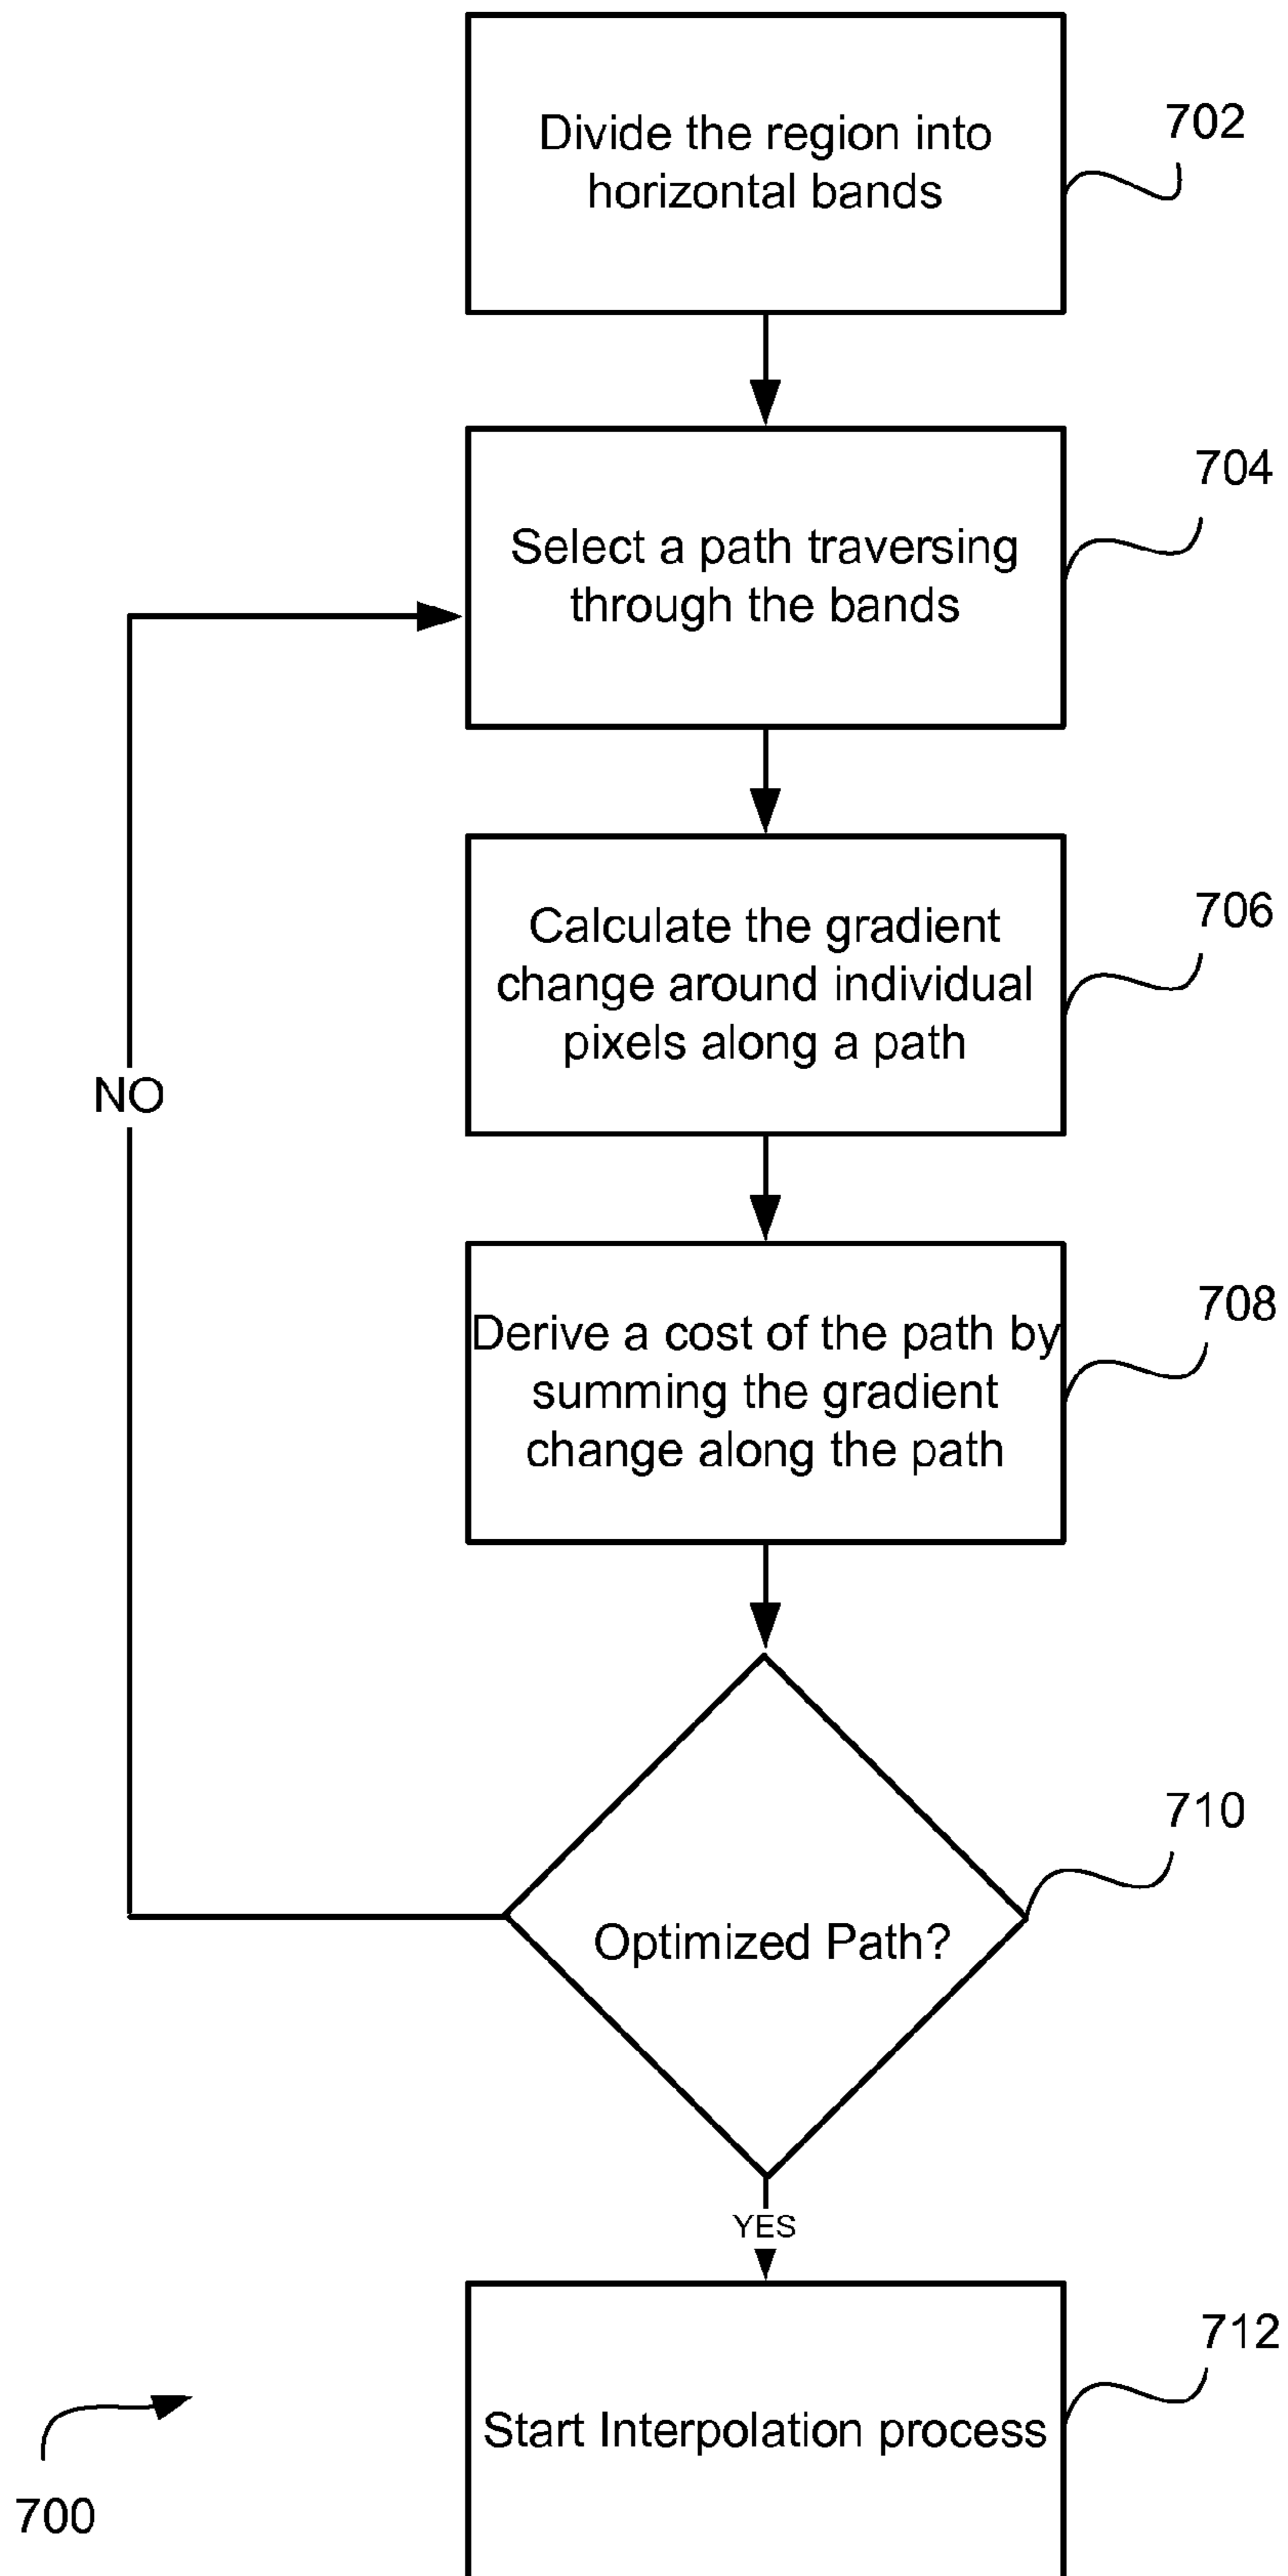 Divide the region into
horizontal bands
702
Select a path traversing
through the bands
704
Calculate the gradient
change around individual
pixels along a path
706
NO
Derive a cost of the path by
summing the gradient
change along the path
708
Optimized Path?
710
YES
Start Interpolation process
712
700